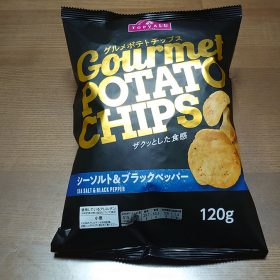 TOPVALU
グルメポテトチップス
Gourmet
POTATO
CHIPS
ザクッとした食感
シーソルト&ブラックペッパー
SEA SALT & BLACK PEPPER
小麦
120g